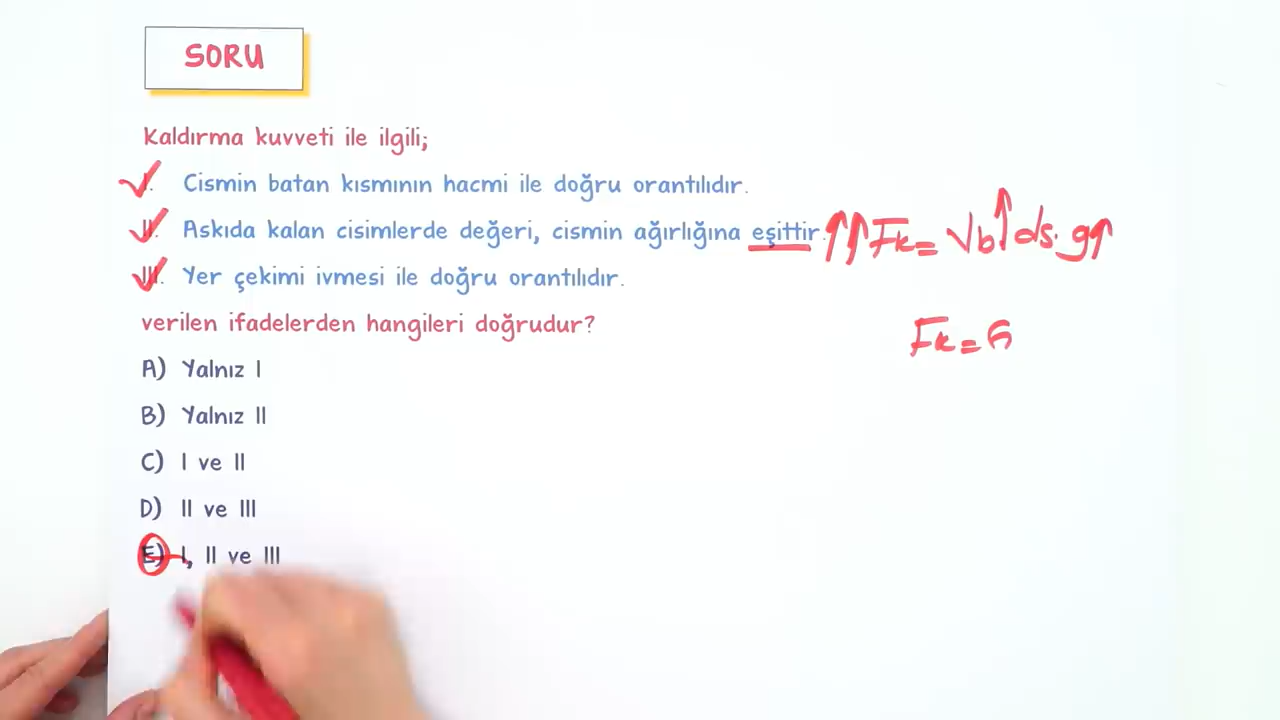 SORU
Kaldırma kuvveti ile ilgili;
I. Cismin batan kısmının hacmi ile doğru orantılıdır.
II. Askıda kalan cisimlerde değeri, cismin ağırlığına eşittir.
Fk = Vb ds. g
III. Yer çekimi ivmesi ile doğru orantılıdır.
verilen ifadelerden hangileri doğrudur?
Fk = G
A) Yalnız I
B) Yalnız II
C) I ve II
D) II ve III
E) I, II ve III